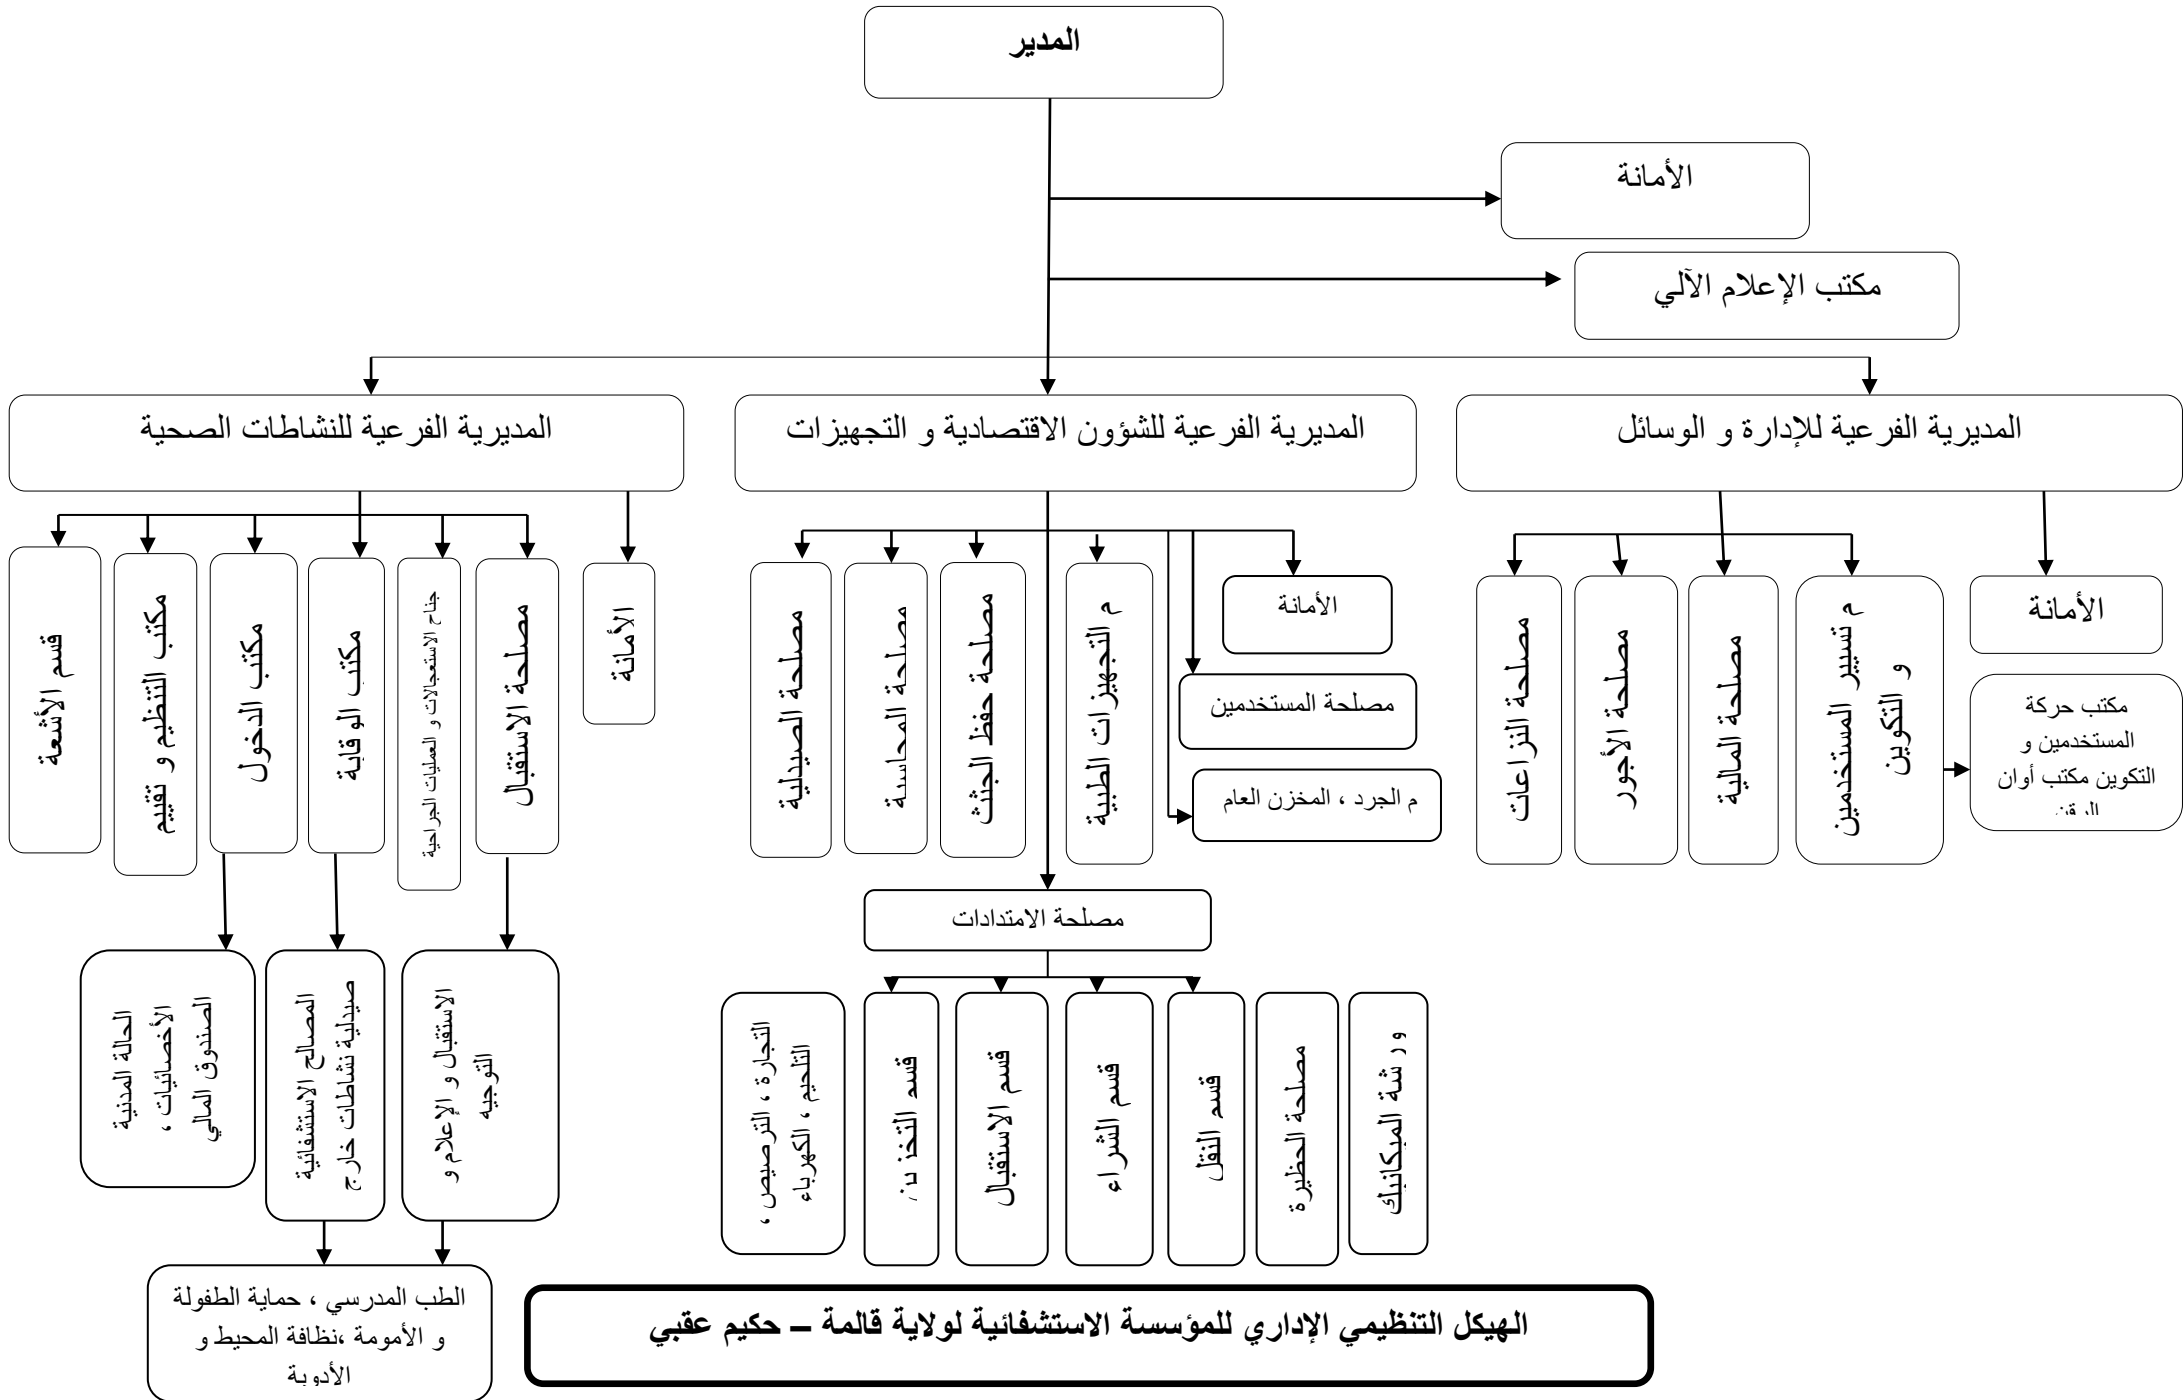 المدير
الأمانة
مكتب الإعلام الآلي
المديرية الفرعية للإدارة و الوسائل
المديرية الفرعية للشؤون الاقتصادية و التجهيزات
المديرية الفرعية للنشاطات الصحية
الأمانة
م تسيير المستخدمين
و التكوين
مصلحة المالية
مصلحة الأجور
مصلحة النزاعات
مكتب حركة
المستخدمين و
التكوين مكتب أوان
الرقن
الأمانة
مصلحة المستخدمين
م الجرد ، المخزن العام
م التجهيزات الطبية
مصلحة حفظ الجثث
مصلحة المحاسبة
مصلحة الصيدلية
الأمانة
مصلحة الاستقبال
جناح الاستعجالات و العمليات الجراحية
مكتب الوقاية
مكتب الدخول
مكتب التنظيم و تقييم
قسم الأشعة
مصلحة الامتدادات
ورشة الميكانيك
مصلحة الحظيرة
قسم النقل
قسم الشراء
قسم الاستقبال
قسم التخزين
التجارة ، الترصيص ،
التلحيم ، الكهرباء
الاستقبال و الإعلام و
التوجيه
صيدلية نشاطات خارج
المصالح الاستشفائية
الحالة المدنية
الأخصائيات ،
الصندوق المالي
الطب المدرسي ، حماية الطفولة
و الأمومة ،نظافة المحيط و
الأدوية
الهيكل التنظيمي الإداري للمؤسسة الاستشفائية لولاية قالمة – حكيم عقبي